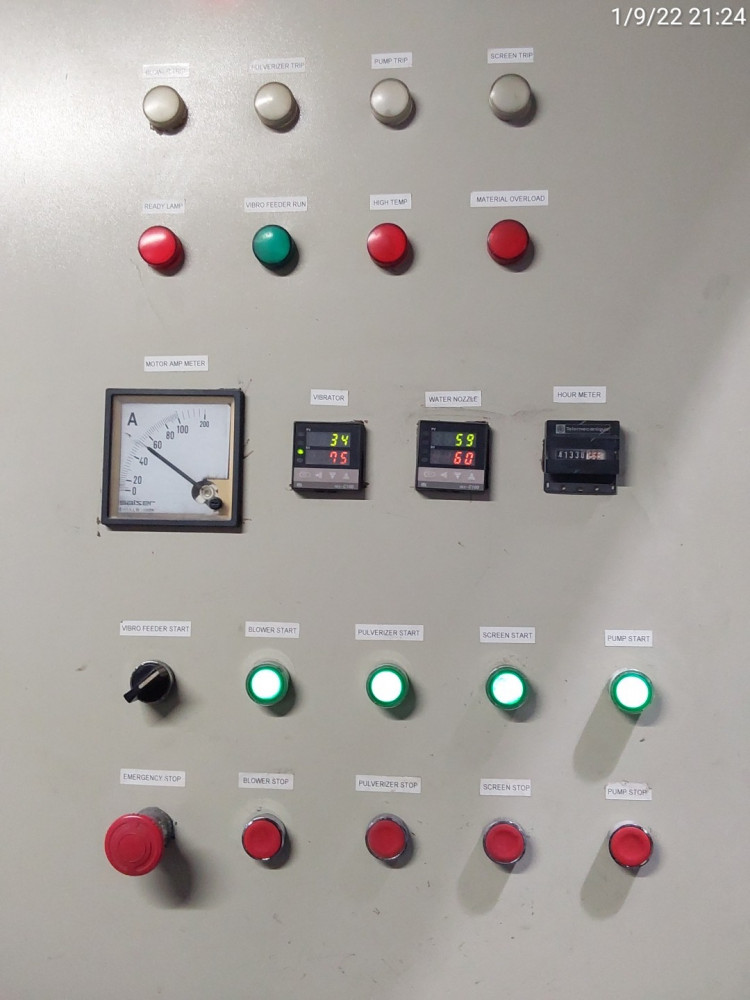 1/9/22 21:24
PULVERIZER TRIP
PUMP TRIP
SCREEN TRIP
READY LAMP
VIBRO FEEDER RUN
HIGH TEMP
MATERIAL OVERLOAD
MOTOR AMP METER
VIBRATOR
WATER NOZZLE
HOUR METER
A
200
100
80
60
40
20
0
34
75
59
60
VIBRO FEEDER START
BLOWER START
PULVERIZER START
SCREEN START
PUMP START
EMERGENCY STOP
BLOWER STOP
PULVERIZER STOP
SCREEN STOP
PUMP STOP